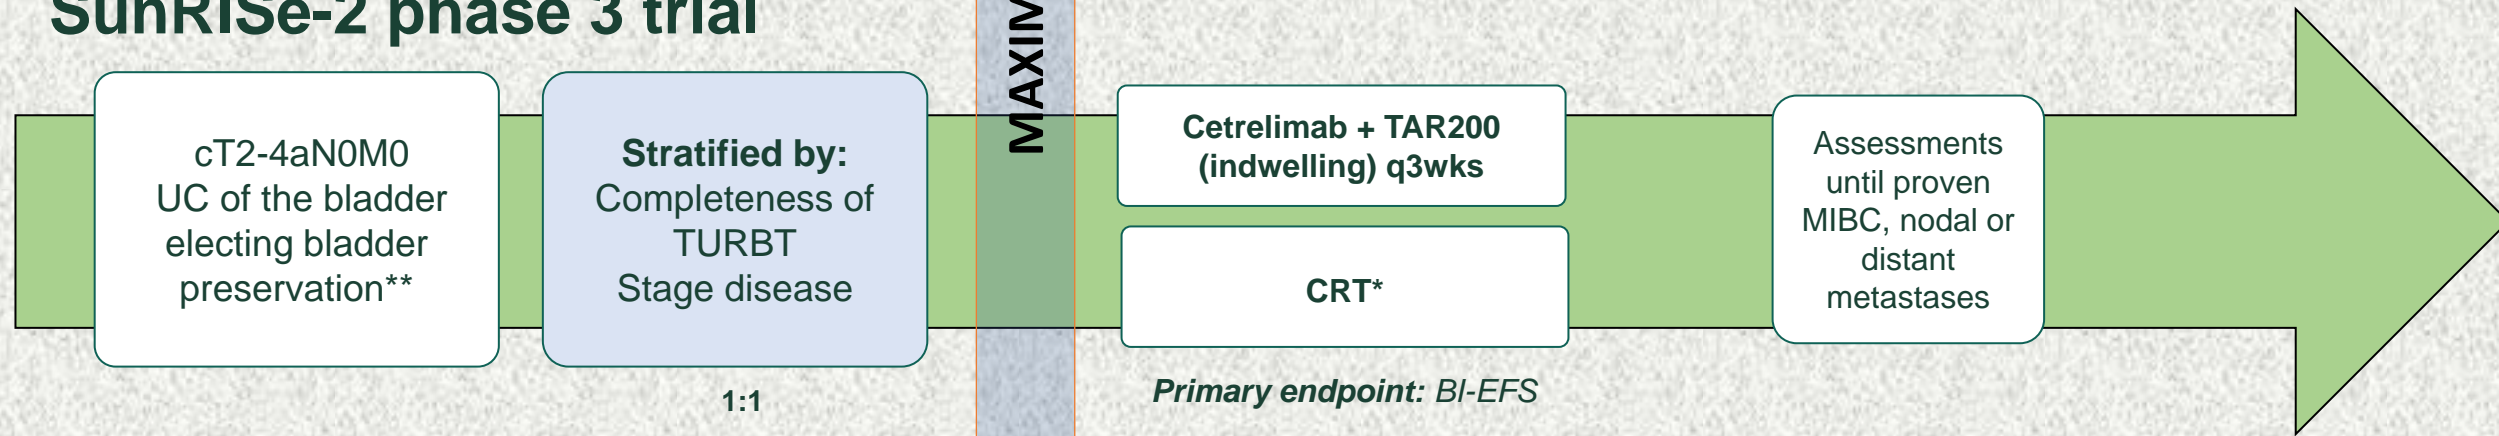 SunRISe-2 phase 3 trial
cT2-4aN0M0
UC of the bladder
electing bladder
preservation**
Stratified by:
Completeness of
TURBT
Stage disease
1:1
MAXIM
Cetrelimab + TAR200
(indwelling) q3wks
CRT*
Primary endpoint: BI-EFS
Assessments
until proven
MIBC, nodal or
distant
metastases